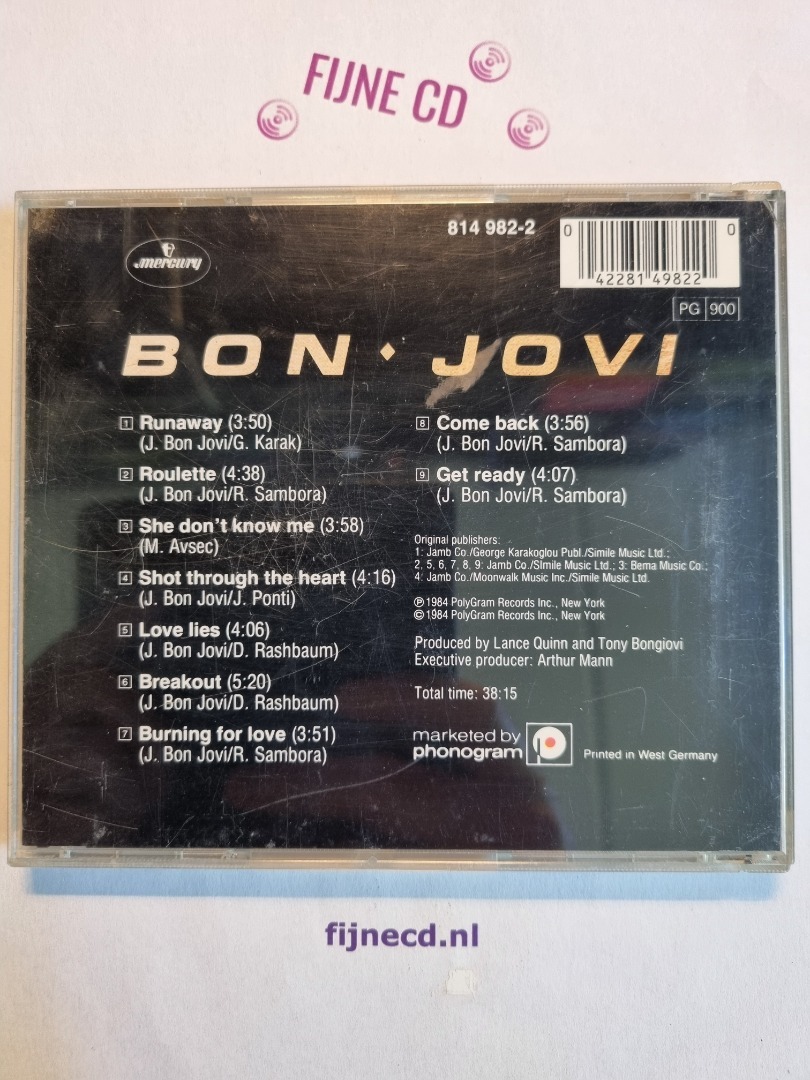 FIJNE CD
814 982-2
0 42281 49822 0
mercury
PG 900
BON • JOVI
1 Runaway (3:50)
(J. Bon Jovi/G. Karak)
2 Roulette (4:38)
(J. Bon Jovi/R. Sambora)
3 She don't know me (3:58)
(M. Avsec)
4 Shot through the heart (4:16)
(J. Bon Jovi/J. Ponti)
5 Love lies (4:06)
(J. Bon Jovi/D. Rashbaum)
6 Breakout (5:20)
(J. Bon Jovi/D. Rashbaum)
7 Burning for love (3:51)
(J. Bon Jovi/R. Sambora)
8 Come back (3:56)
(J. Bon Jovi/R. Sambora)
9 Get ready (4:07)
(J. Bon Jovi/R. Sambora)
Original publishers:
1: Jamb Co./George Karakoglou Publ./Simile Music Ltd.;
2, 5, 6, 7, 8, 9: Jamb Co./SImile Music Ltd.; 3: Bema Music Co.;
4: Jamb Co./Moonwalk Music Inc./Simile Music Ltd.
℗ 1984 PolyGram Records Inc., New York
© 1984 PolyGram Records Inc., New York
Produced by Lance Quinn and Tony Bongiovi
Executive producer: Arthur Mann
Total time: 38:15
marketed by
phonogram
Printed in West Germany
fijnecd.nl